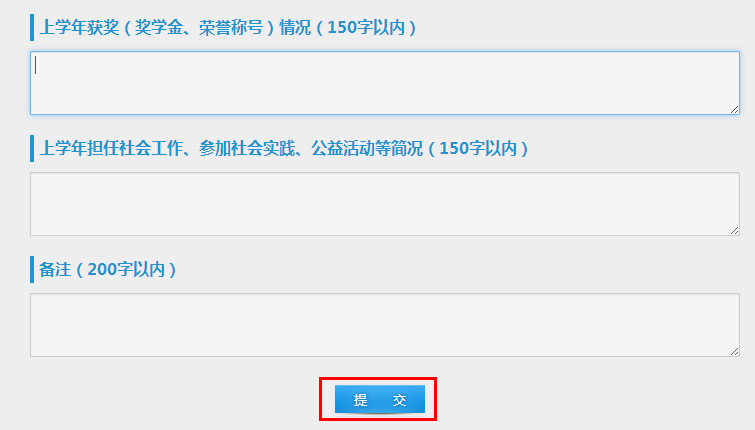 上学年获奖（奖学金、荣誉称号）情况（150字以内）
上学年担任社会工作、参加社会实践、公益活动等简况（150字以内）
备注（200字以内）
提 交